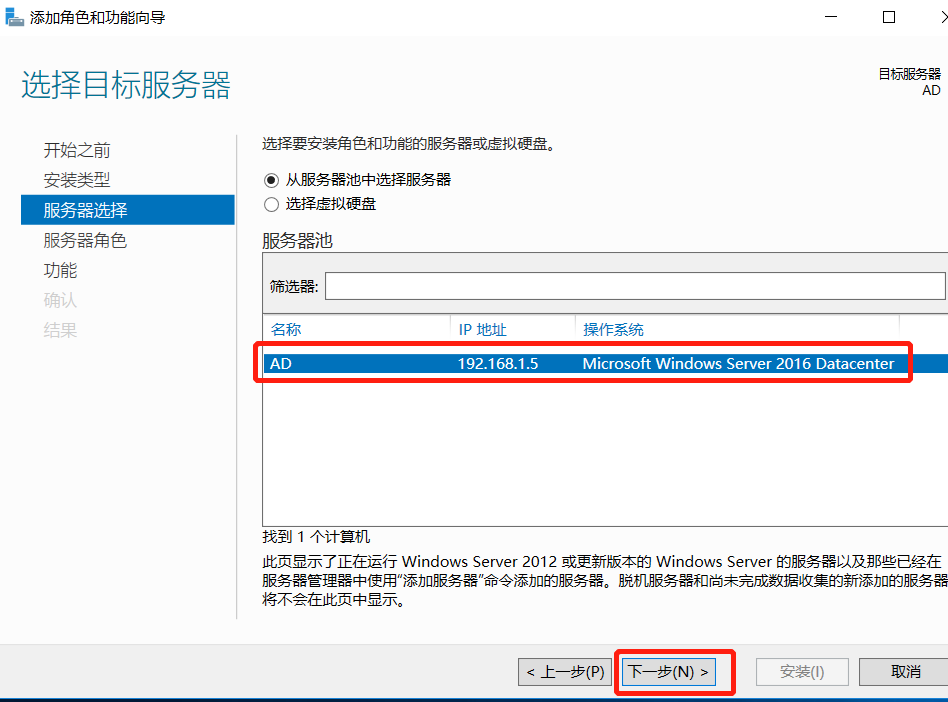 添加角色和功能向导
选择目标服务器
目标服务器
AD
开始之前
安装类型
服务器选择
服务器角色
功能
确认
结果
选择要安装角色和功能的服务器或虚拟硬盘。
从服务器池中选择服务器
选择虚拟硬盘
服务器池
筛选器:
名称 IP 地址 操作系统
AD 192.168.1.5 Microsoft Windows Server 2016 Datacenter
找到 1 个计算机
此页显示了正在运行 Windows Server 2012 或更新版本的 Windows Server 的服务器以及那些已经在
服务器管理器中使用“添加服务器”命令添加的服务器。脱机服务器和尚未完成数据收集的新添加的服务器
将不会在此页中显示。
< 上一步(P) 下一步(N) > 安装(I) 取消